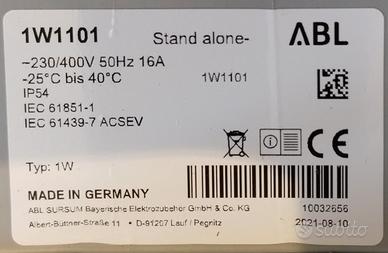 1W1101 Stand alone- ABL
~230/400V 50Hz 16A
-25°C bis 40°C 1W1101
IP54
IEC 61851-1
IEC 61439-7 ACSEV
Typ: 1W
MADE IN GERMANY
ABL SURSUM Bayerische Elektrozubehör GmbH & Co. KG 10032656
Albert-Büttner-Straße 11 • D-91207 Lauf / Pegnitz 2021-08-10
subito